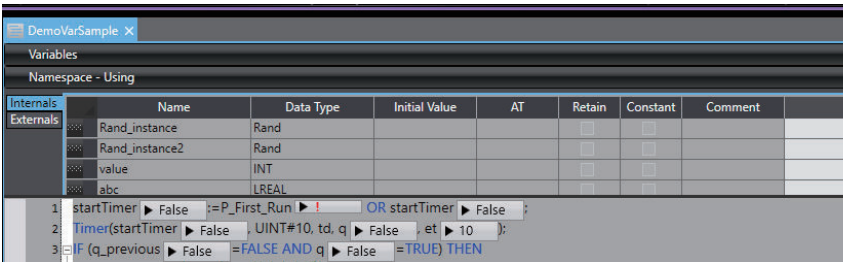 DemoVarSample ×
Variables
Namespace - Using
Internals
Externals
Name Data Type Initial Value AT Retain Constant Comment
Rand_instance Rand
Rand_instance2 Rand
value INT
abc LREAL
1 startTimer ▶ False :=P_First_Run ▶ ! OR startTimer ▶ False ;
2 Timer(startTimer ▶ False , UINT#10, td, q ▶ False , et ▶ 10 );
3 IF (q_previous ▶ False =FALSE AND q ▶ False =TRUE) THEN